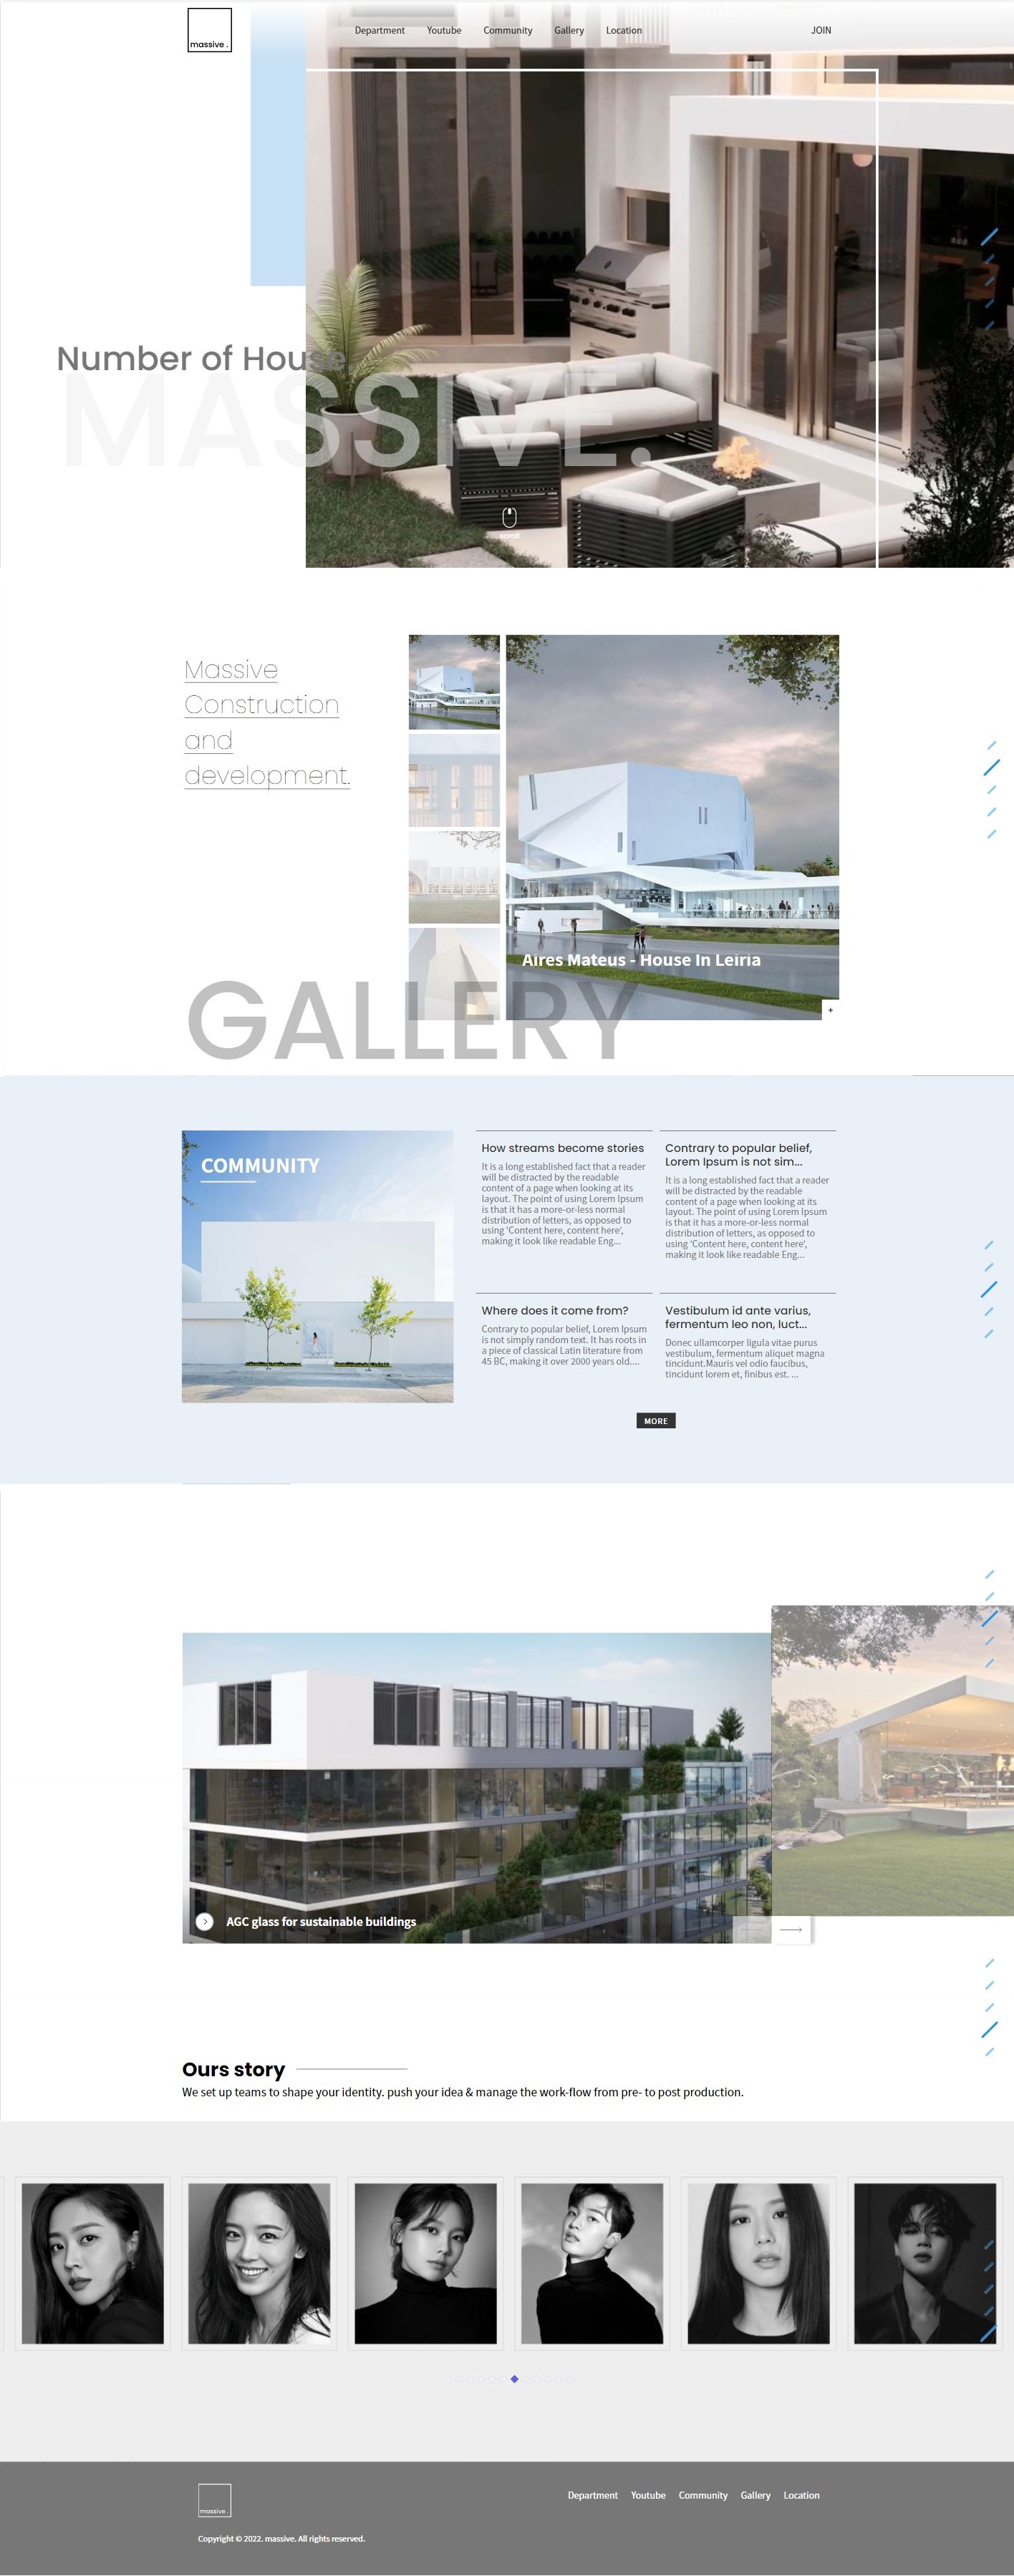 massive .
Department Youtube Community Gallery Location JOIN
Number of House
MASSIVE.
scroll
Massive
Construction
and
development.
Aires Mateus - House In Leiria
+
GALLERY
COMMUNITY
How streams become stories
It is a long established fact that a reader
will be distracted by the readable
content of a page when looking at its
layout. The point of using Lorem Ipsum
is that it has a more-or-less normal
distribution of letters, as opposed to
using 'Content here, content here',
making it look like readable Eng...
Contrary to popular belief,
Lorem Ipsum is not sim...
It is a long established fact that a reader
will be distracted by the readable
content of a page when looking at its
layout. The point of using Lorem Ipsum
is that it has a more-or-less normal
distribution of letters, as opposed to
using 'Content here, content here',
making it look like readable Eng...
Where does it come from?
Contrary to popular belief, Lorem Ipsum
is not simply random text. It has roots in
a piece of classical Latin literature from
45 BC, making it over 2000 years old....
Vestibulum id ante varius,
fermentum leo non, luct...
Donec ullamcorper ligula vitae purus
vestibulum, fermentum aliquet magna
tincidunt.Mauris vel odio faucibus,
tincidunt lorem et, finibus est. ...
MORE
AGC glass for sustainable buildings
Ours story
We set up teams to shape your identity. push your idea & manage the work-flow from pre- to post production.
massive .
Department Youtube Community Gallery Location
Copyright © 2022. massive. All rights reserved.